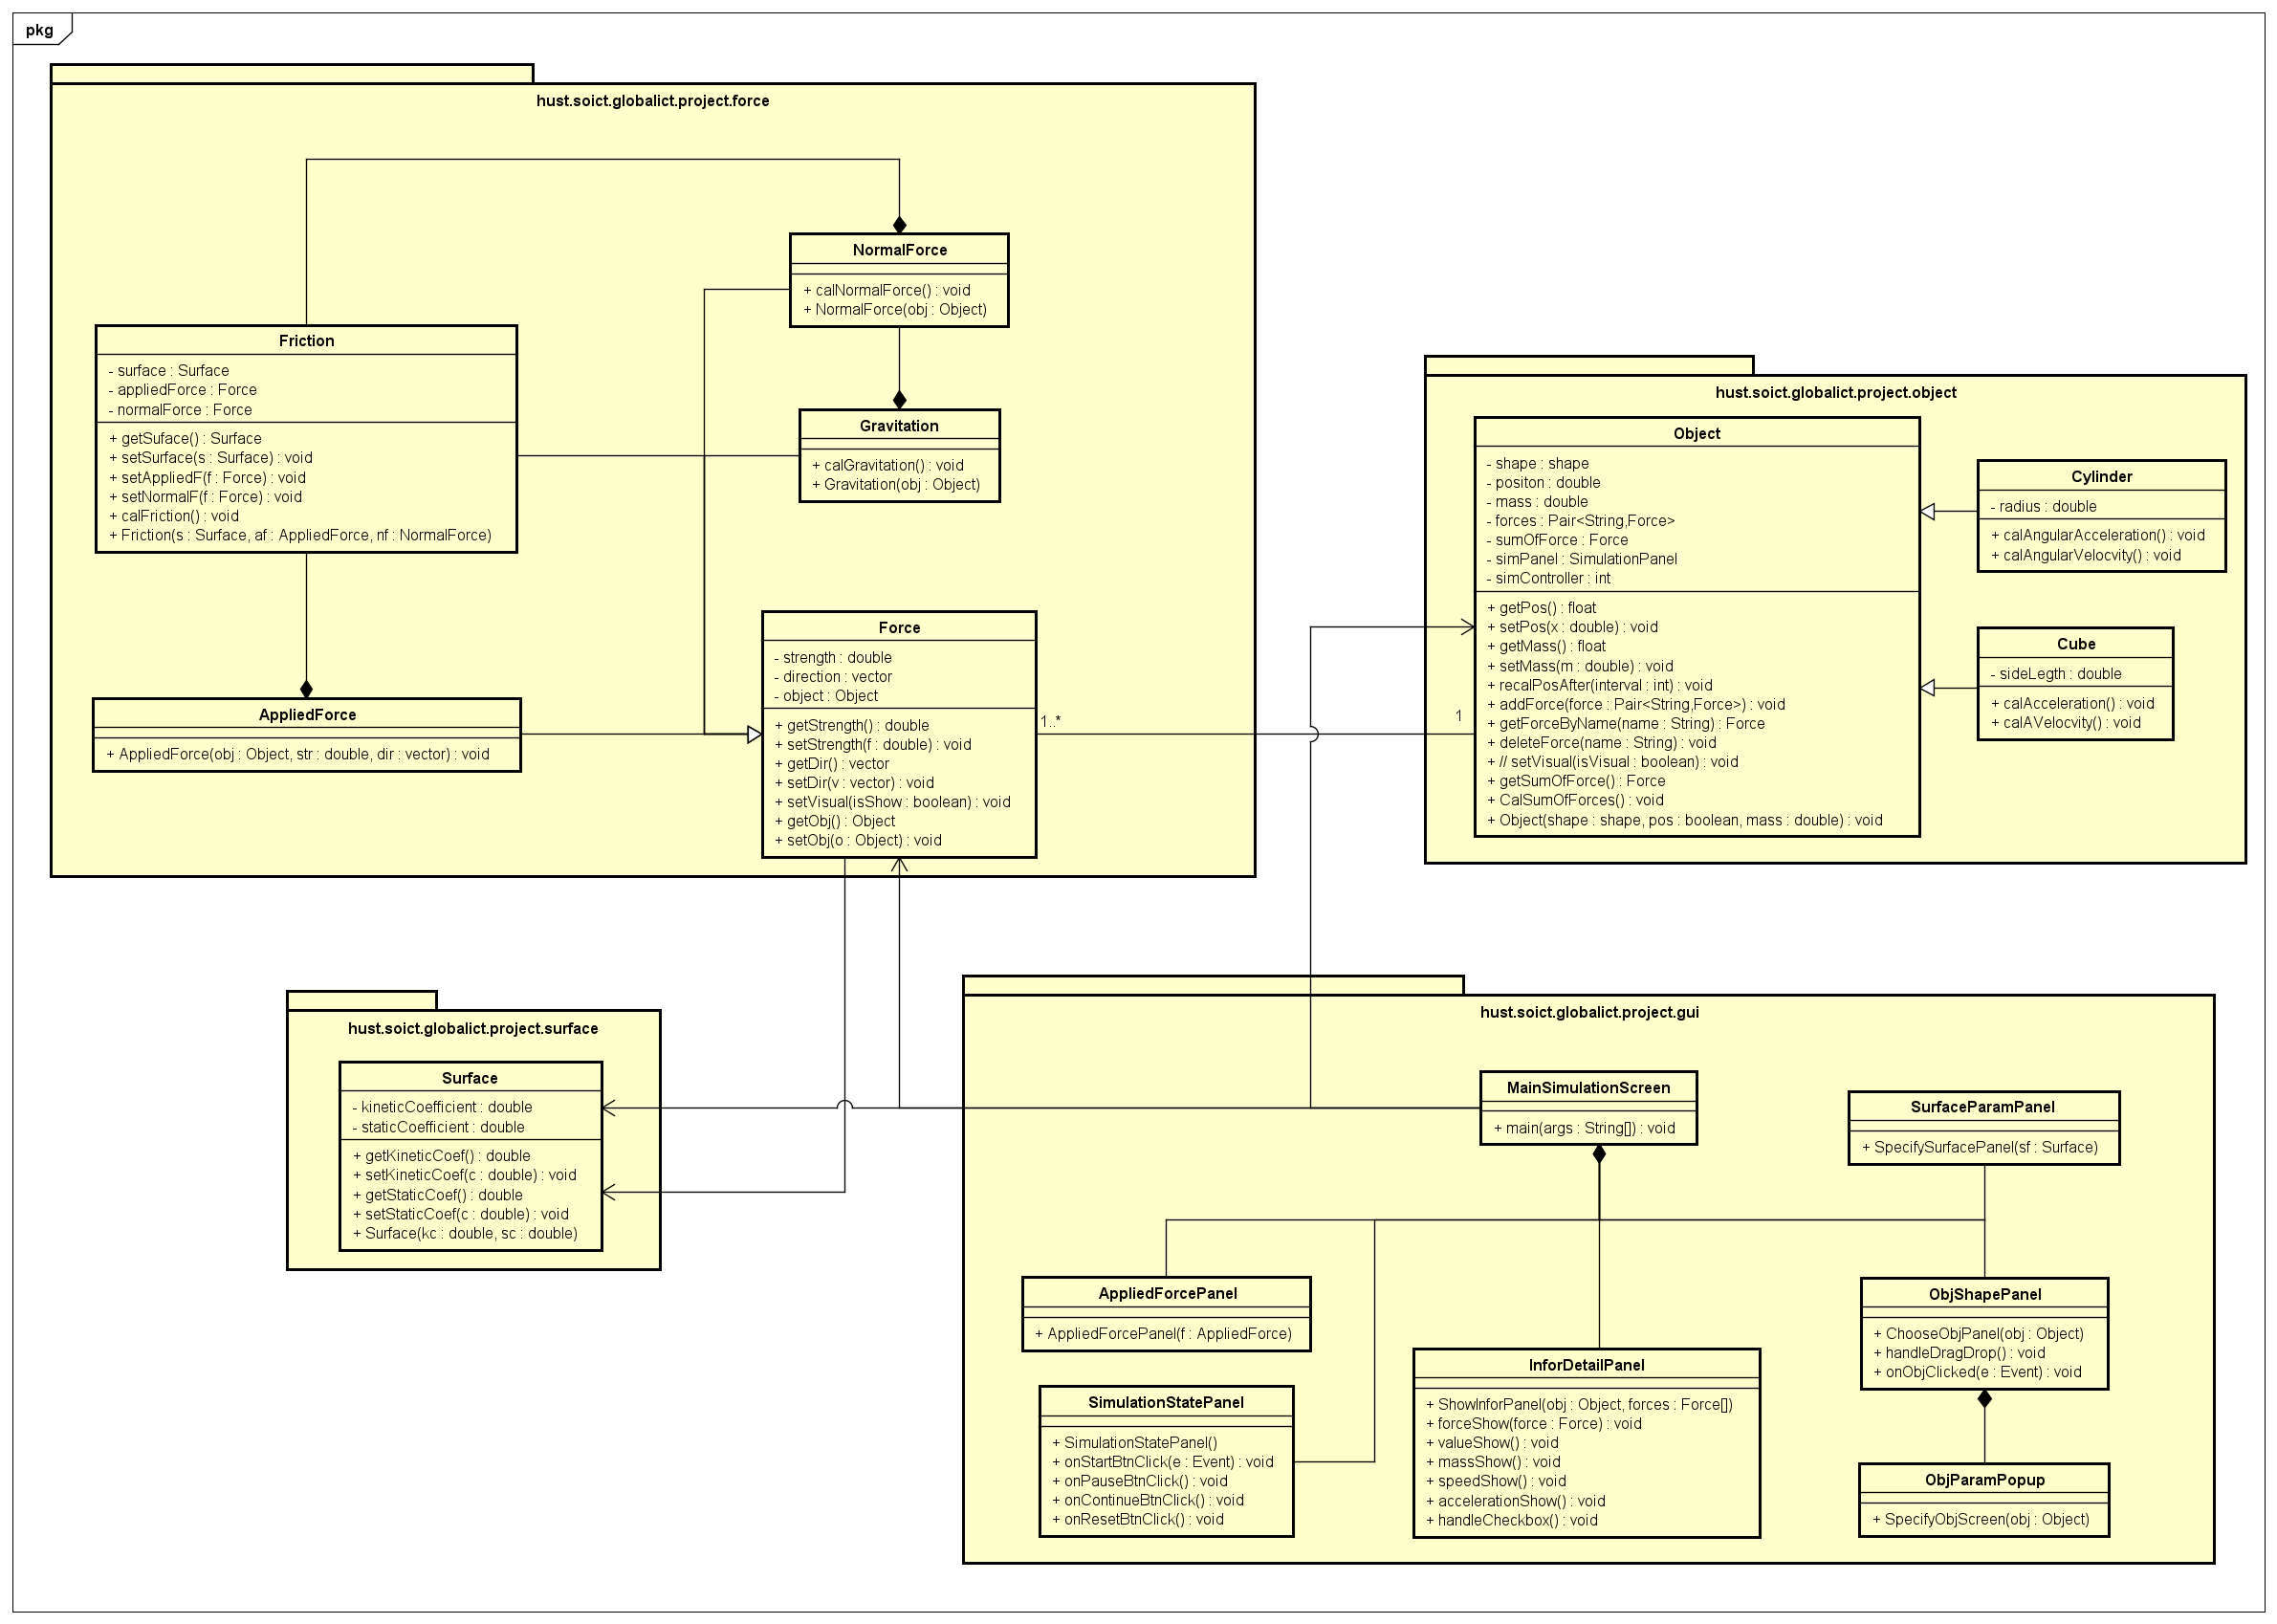 pkg
hust.soict.globalict.project.force
NormalForce
+ calNormalForce() : void
+ NormalForce(obj : Object)
Friction
- surface : Surface
- appliedForce : Force
- normalForce : Force
+ getSuface() : Surface
+ setSurface(s : Surface) : void
+ setAppliedF(f : Force) : void
+ setNormalF(f : Force) : void
+ calFriction() : void
+ Friction(s : Surface, af : AppliedForce, nf : NormalForce)
Gravitation
+ calGravitation() : void
+ Gravitation(obj : Object)
AppliedForce
+ AppliedForce(obj : Object, str : double, dir : vector) : void
Force
- strength : double
- direction : vector
- object : Object
+ getStrength() : double
+ setStrength(f : double) : void
+ getDir() : vector
+ setDir(v : vector) : void
+ setVisual(isShow : boolean) : void
+ getObj() : Object
+ setObj(o : Object) : void
1..*
1
hust.soict.globalict.project.object
Object
- shape : shape
- positon : double
- mass : double
- forces : Pair<String,Force>
- sumOfForce : Force
- simPanel : SimulationPanel
- simController : int
+ getPos() : float
+ setPos(x : double) : void
+ getMass() : float
+ setMass(m : double) : void
+ recalPosAfter(interval : int) : void
+ addForce(force : Pair<String,Force>) : void
+ getForceByName(name : String) : Force
+ deleteForce(name : String) : void
+ // setVisual(isVisual : boolean) : void
+ getSumOfForce() : Force
+ CalSumOfForces() : void
+ Object(shape : shape, pos : boolean, mass : double) : void
Cylinder
- radius : double
+ calAngularAcceleration() : void
+ calAngularVelocvity() : void
Cube
- sideLegth : double
+ calAcceleration() : void
+ calAVelocvity() : void
hust.soict.globalict.project.surface
Surface
- kineticCoefficient : double
- staticCoefficient : double
+ getKineticCoef() : double
+ setKineticCoef(c : double) : void
+ getStaticCoef() : double
+ setStaticCoef(c : double) : void
+ Surface(kc : double, sc : double)
hust.soict.globalict.project.gui
MainSimulationScreen
+ main(args : String[]) : void
SurfaceParamPanel
+ SpecifySurfacePanel(sf : Surface)
AppliedForcePanel
+ AppliedForcePanel(f : AppliedForce)
SimulationStatePanel
+ SimulationStatePanel()
+ onStartBtnClick(e : Event) : void
+ onPauseBtnClick() : void
+ onContinueBtnClick() : void
+ onResetBtnClick() : void
InforDetailPanel
+ ShowInforPanel(obj : Object, forces : Force[])
+ forceShow(force : Force) : void
+ valueShow() : void
+ massShow() : void
+ speedShow() : void
+ accelerationShow() : void
+ handleCheckbox() : void
ObjShapePanel
+ ChooseObjPanel(obj : Object)
+ handleDragDrop() : void
+ onObjClicked(e : Event) : void
ObjParamPopup
+ SpecifyObjScreen(obj : Object)